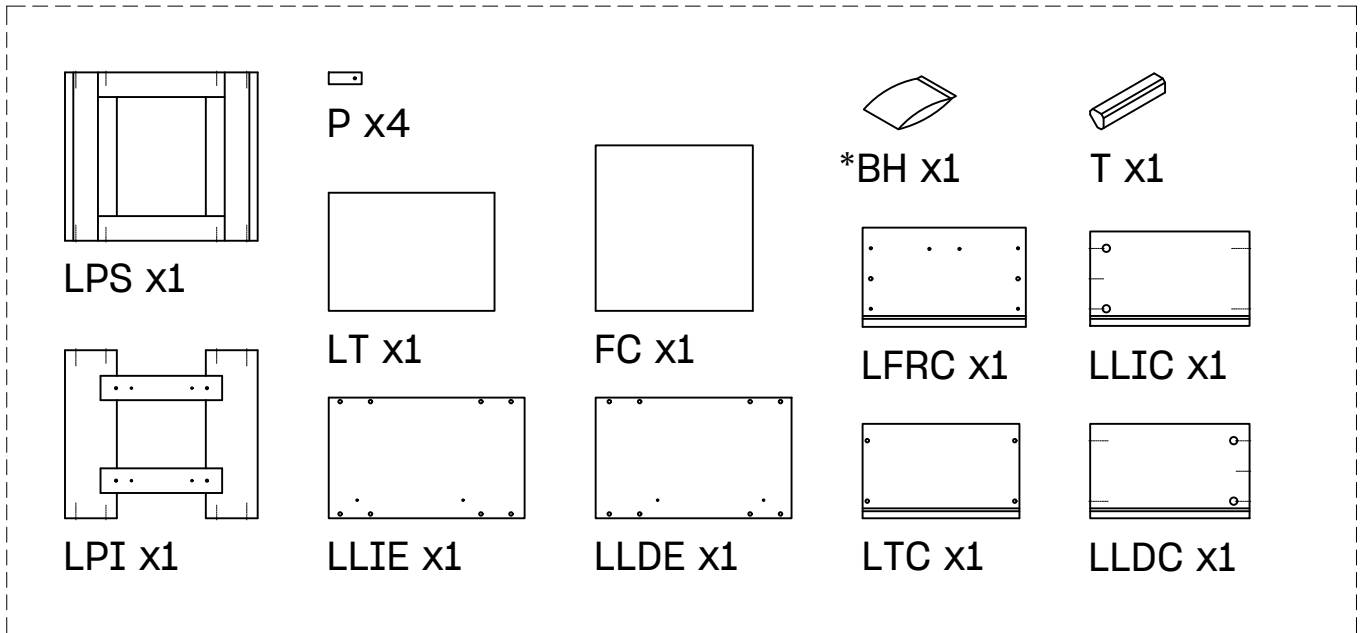 P x4
*BH x1
T x1
LPS x1
LT x1
FC x1
LFRC x1
LLIC x1
LPI x1
LLIE x1
LLDE x1
LTC x1
LLDC x1